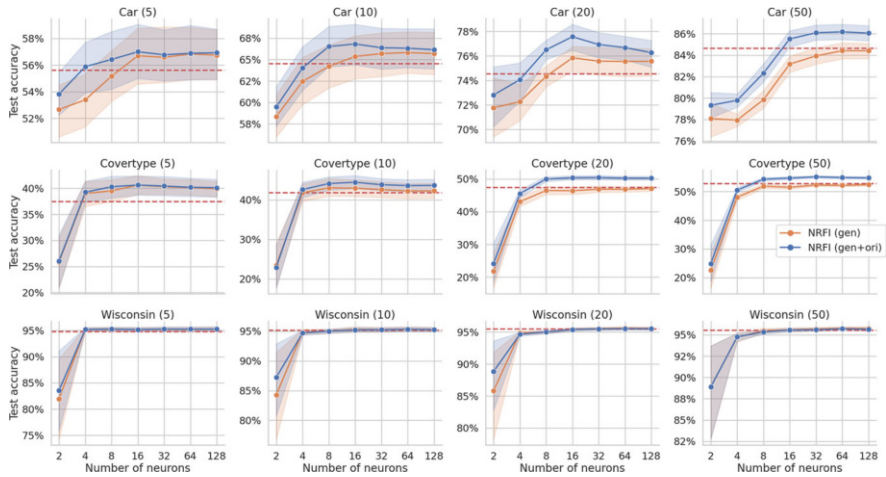 Car (5)
Car (10)
Car (20)
Car (50)
Test accuracy
58%
56%
54%
52%
68%
65%
62%
60%
78%
76%
74%
72%
70%
86%
84%
82%
80%
78%
76%
Covertype (5)
Covertype (10)
Covertype (20)
Covertype (50)
Test accuracy
40%
35%
30%
25%
20%
40%
30%
20%
50%
40%
30%
20%
50%
40%
30%
20%
NRFI (gen)
NRFI (gen+ori)
Wisconsin (5)
Wisconsin (10)
Wisconsin (20)
Wisconsin (50)
Test accuracy
95%
90%
85%
80%
75%
95%
90%
85%
80%
95%
90%
85%
80%
95%
92%
90%
88%
85%
82%
2 4 8 16 32 64 128
2 4 8 16 32 64 128
2 4 8 16 32 64 128
2 4 8 16 32 64 128
Number of neurons
Number of neurons
Number of neurons
Number of neurons